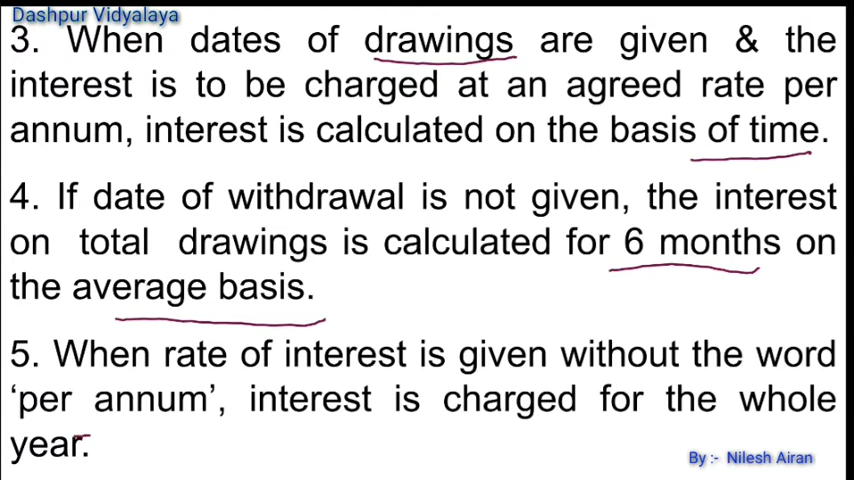 Dashpur Vidyalaya
3. When dates of drawings are given & the
interest is to be charged at an agreed rate per
annum, interest is calculated on the basis of time.
4. If date of withdrawal is not given, the interest
on total drawings is calculated for 6 months on
the average basis.
5. When rate of interest is given without the word
‘per annum’, interest is charged for the whole
year.
By :- Nilesh Airan